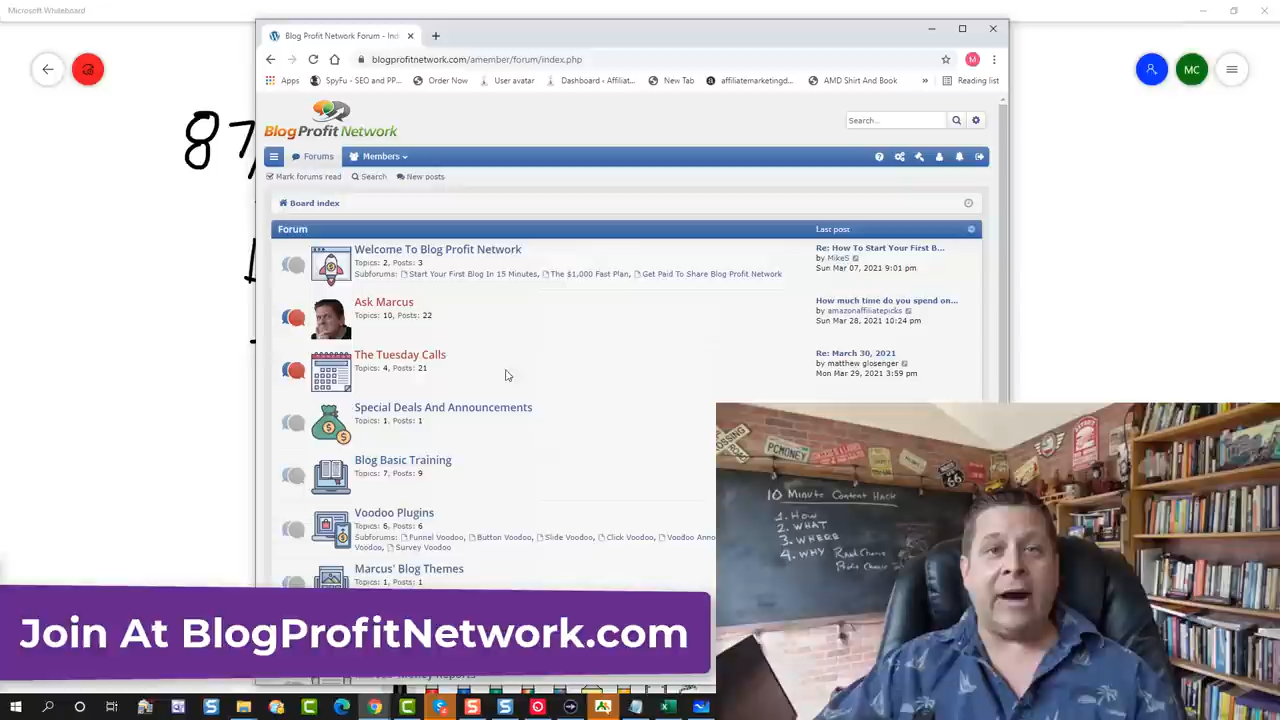 Microsoft Whiteboard
Blog Profit Network Forum - Ind
blogprofitnetwork.com/amember/forum/index.php
Apps
SpyFu - SEO and PP...
Order Now
User avatar
Dashboard ‹ Affiliat...
New Tab
affiliatemarketingd...
AMD Shirt And Book
»
Reading list
M
MC
87
BlogProfitNetwork
Search...
Forums
Members
Mark forums read
Search
New posts
Board index
Forum
Last post
Welcome To Blog Profit Network
Topics: 2, Posts: 3
Subforums: Start Your First Blog In 15 Minutes, The $1,000 Fast Plan, Get Paid To Share Blog Profit Network
Re: How To Start Your First B...
by MikeS
Sun Mar 07, 2021 9:01 pm
Ask Marcus
Topics: 10, Posts: 22
How much time do you spend on...
by amazonaffiliatepicks
Sun Mar 28, 2021 10:24 pm
The Tuesday Calls
Topics: 4, Posts: 21
Re: March 30, 2021
by matthew glosenger
Mon Mar 29, 2021 3:59 pm
Special Deals And Announcements
Topics: 1, Posts: 1
Blog Basic Training
Topics: 7, Posts: 9
Voodoo Plugins
Topics: 6, Posts: 6
Subforums: Funnel Voodoo, Button Voodoo, Slide Voodoo, Click Voodoo, Voodoo Anno
Voodoo, Survey Voodoo
Marcus' Blog Themes
Topics: 1, Posts: 1
CROSSING
PCMONEY
66
10 Minute Content Hack
1. How
2. WHAT
3. WHERE
4. WHY
Join At BlogProfitNetwork.com